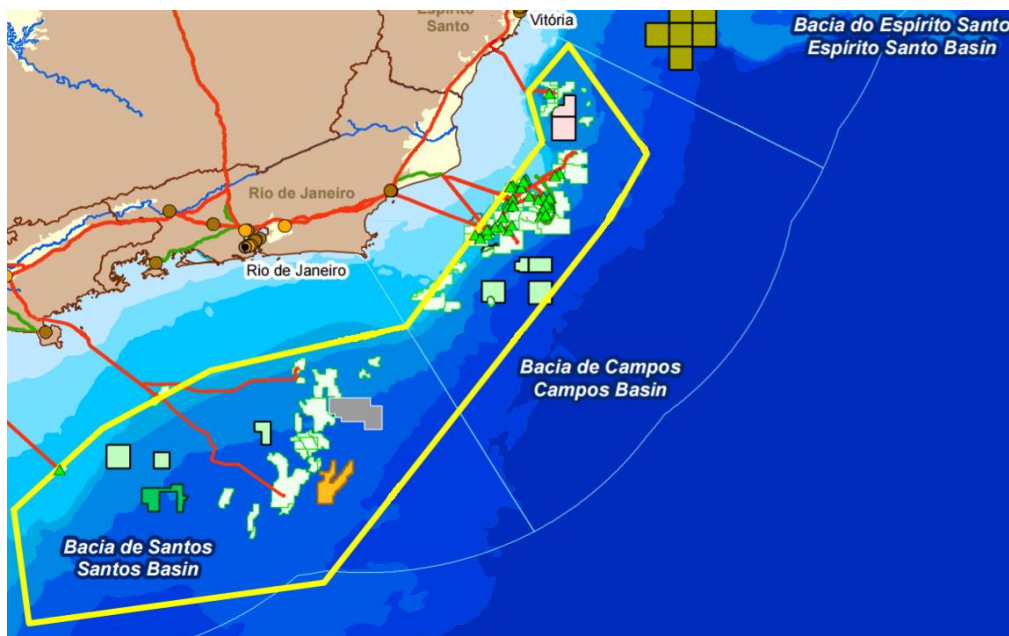 Espírito
Santo
Vitória
Bacia do Espírito Santo
Espírito Santo Basin
Rio de Janeiro
Rio de Janeiro
Bacia de Campos
Campos Basin
Bacia de Santos
Santos Basin